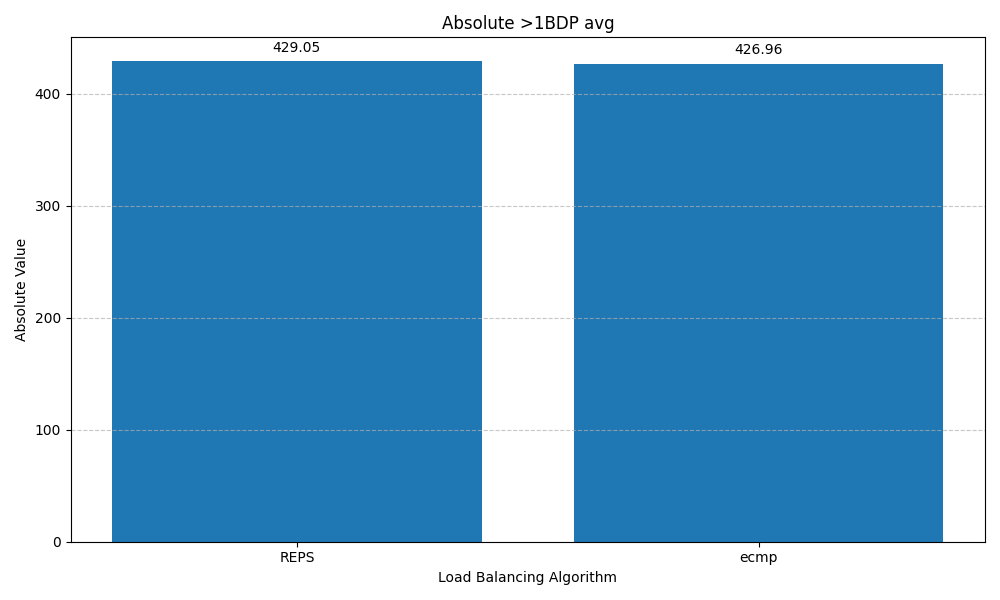 Absolute >1BDP avg
429.05
426.96
400
300
200
100
0
Absolute Value
REPS
ecmp
Load Balancing Algorithm